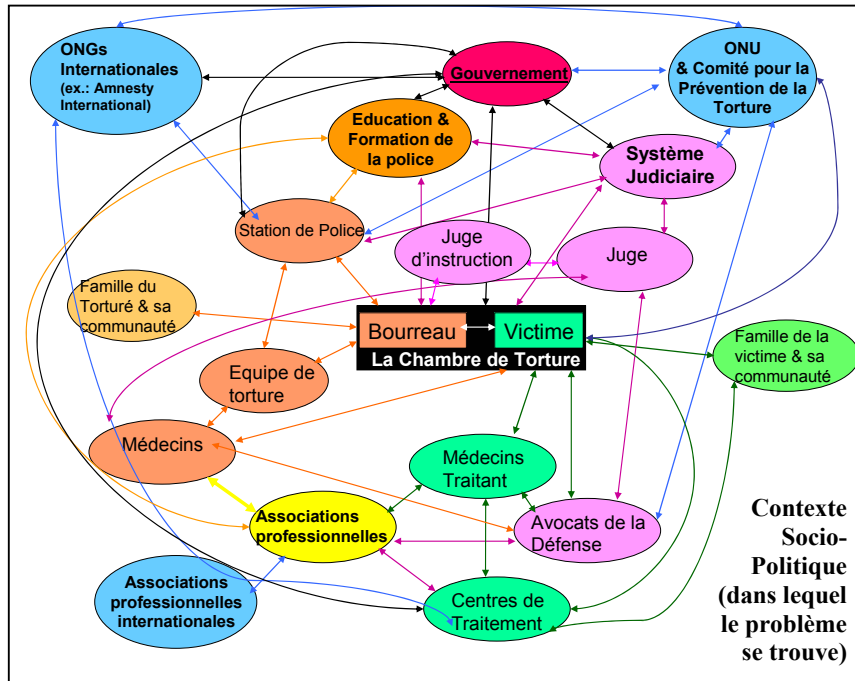 ONGs
Internationales
(ex.: Amnesty
International)
Gouvernement
ONU
& Comité pour la
Prévention de la
Torture
Education &
Formation de
la police
Système
Judiciaire
Station de Police
Juge
d'instruction
Juge
Famille du
Torturé & sa
communauté
Bourreau
Victime
La Chambre de Torture
Famille de la
victime & sa
communauté
Equipe de
torture
Médecins
Médecins
Traitant
Associations
professionnelles
Avocats de la
Défense
Associations
professionnelles
internationales
Centres de
Traitement
Contexte
Socio-
Politique
(dans lequel
le problème
se trouve)